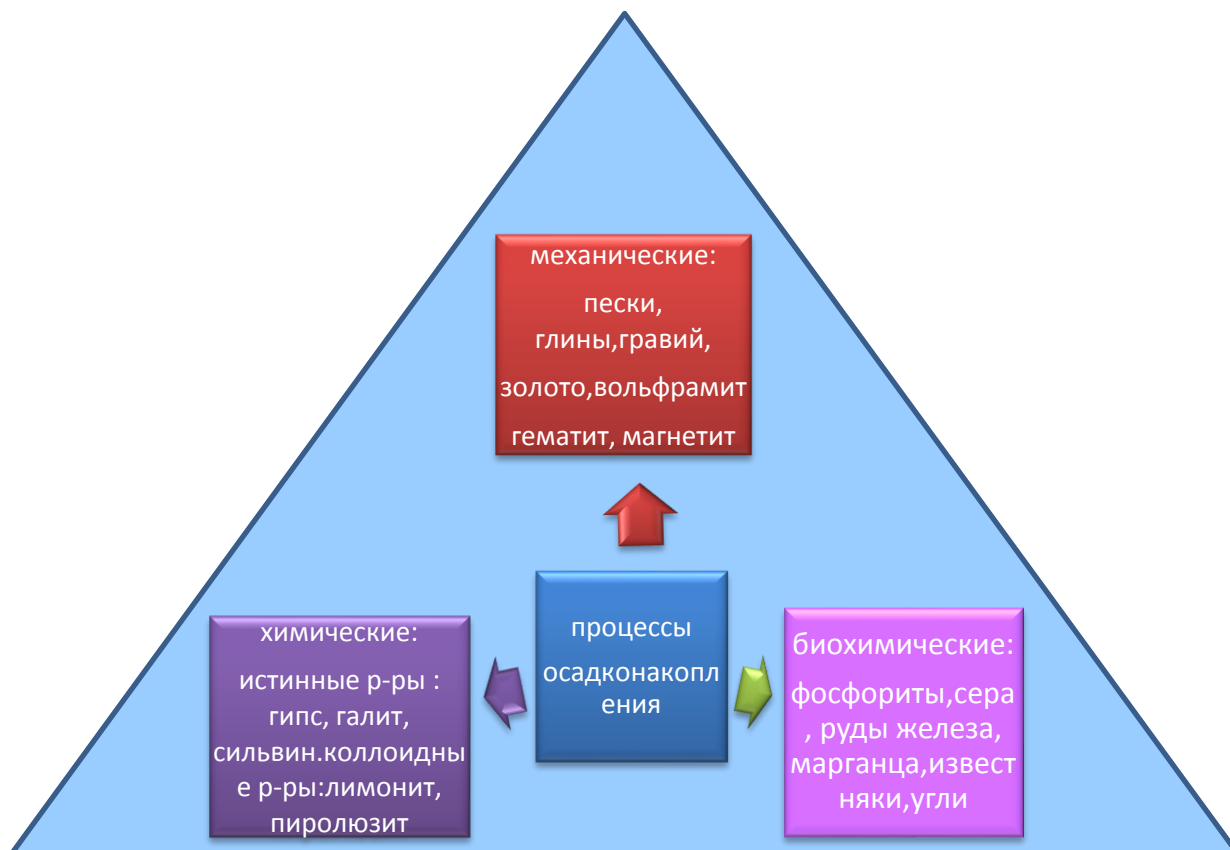 механические:
пески,
глины,гравий,
золото,вольфрамит
гематит, магнетит
процессы
осадконакопл
ения
химические:
истинные р-ры :
гипс, галит,
сильвин.коллоидны
е р-ры:лимонит,
пиролюзит
биохимические:
фосфориты,сера
, руды железа,
марганца,извест
няки,угли